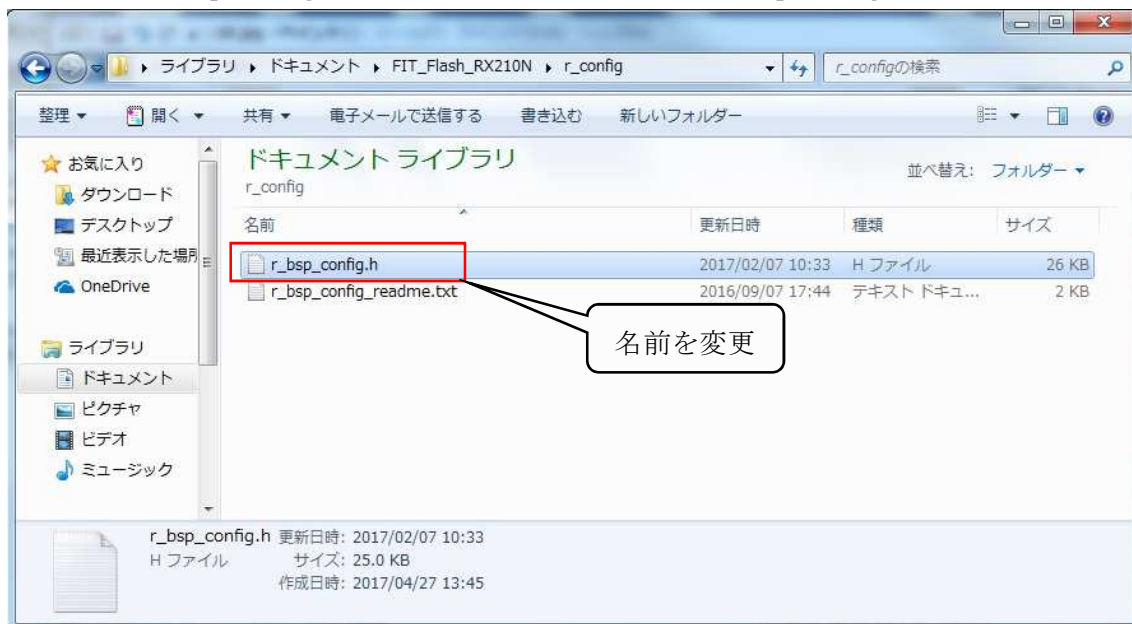 ライブラリ ▸ ドキュメント ▸ FIT_Flash_RX210N ▸ r_config
r_configの検索
整理 開く 共有 電子メールで送信する 書き込む 新しいフォルダー
お気に入り
ダウンロード
デスクトップ
最近表示した場所
OneDrive
ライブラリ
ドキュメント
ピクチャ
ビデオ
ミュージック
ドキュメント ライブラリ
r_config
並べ替え: フォルダー
名前 更新日時 種類 サイズ
r_bsp_config.h 2017/02/07 10:33 H ファイル 26 KB
r_bsp_config_readme.txt 2016/09/07 17:44 テキスト ドキュ... 2 KB
名前を変更
r_bsp_config.h 更新日時: 2017/02/07 10:33
H ファイル サイズ: 25.0 KB
作成日時: 2017/04/27 13:45